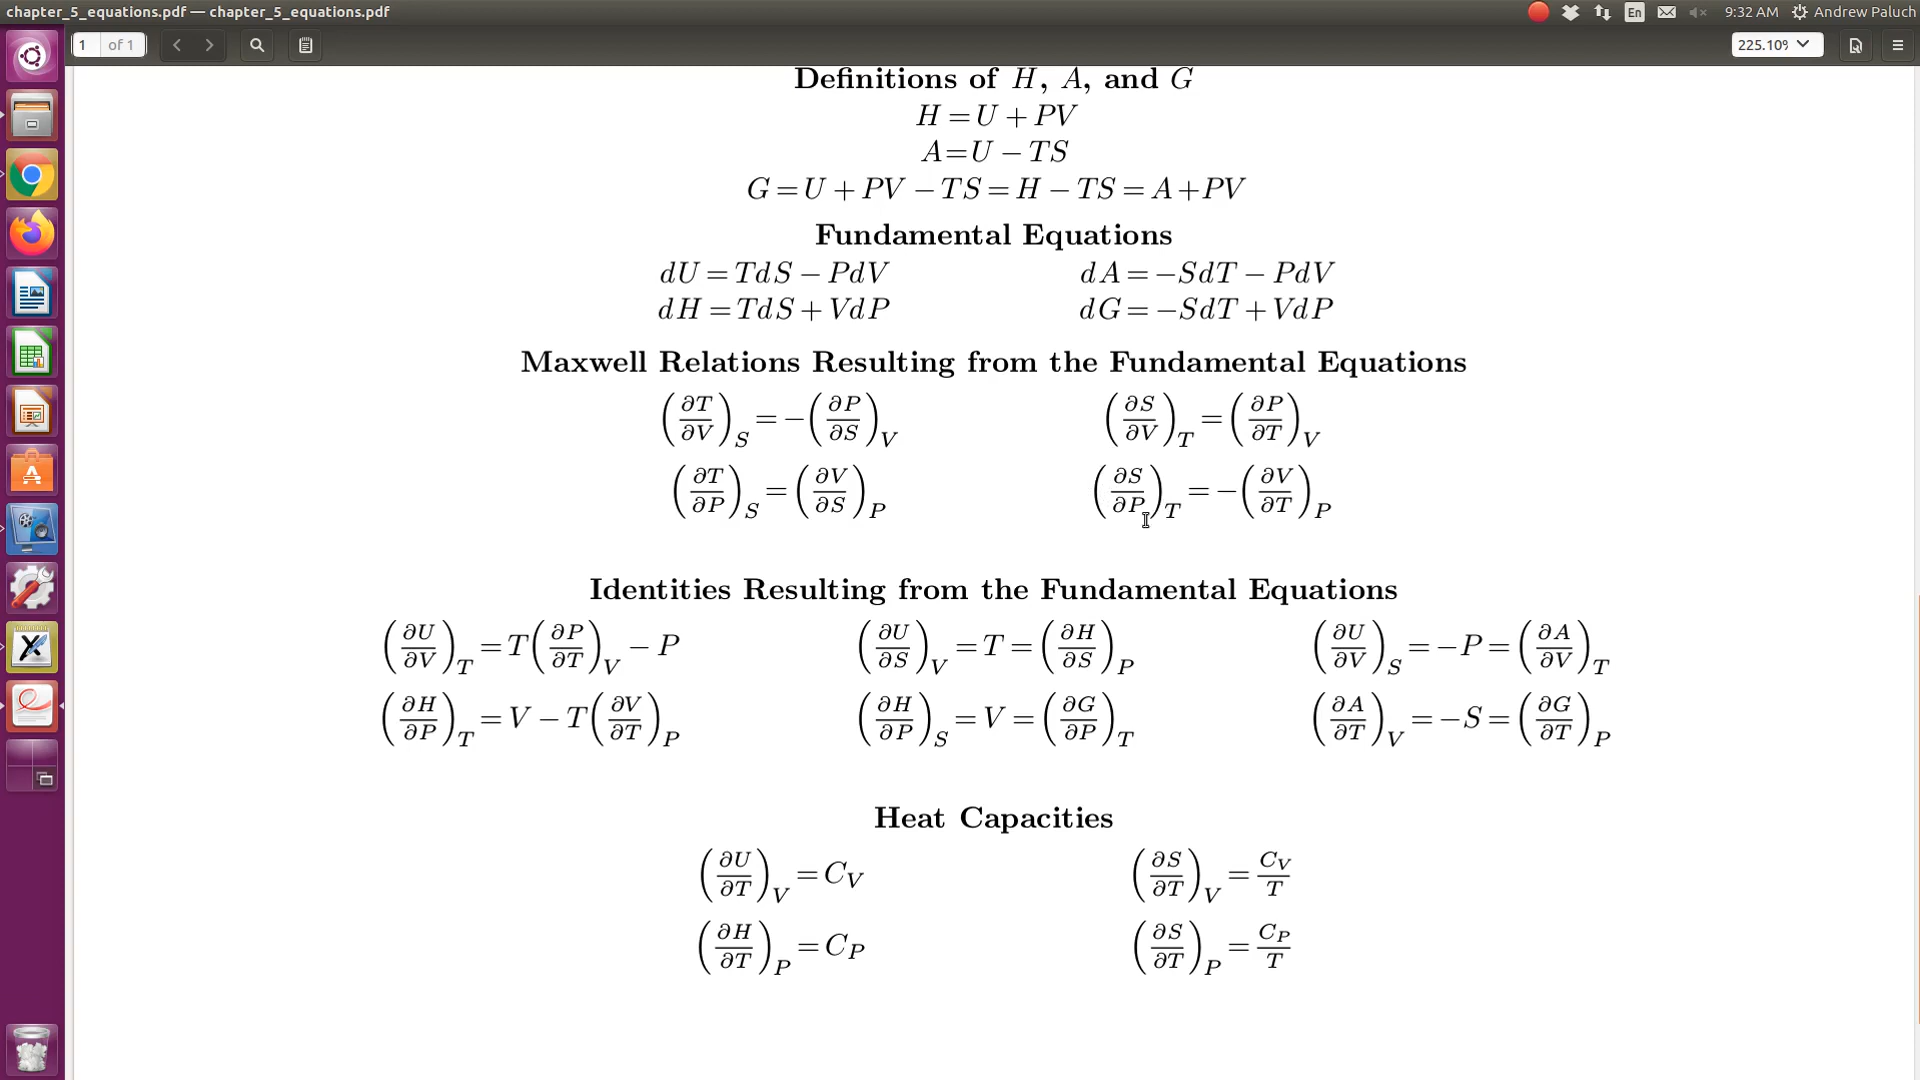 chapter_5_equations.pdf — chapter_5_equations.pdf
En 9:32 AM Andrew Paluch
1 of 1 225.10%
Definitions of H, A, and G
H = U + PV
A = U − TS
G = U + PV − TS = H − TS = A + PV
Fundamental Equations
dU = TdS − PdV dA = −SdT − PdV
dH = TdS + VdP dG = −SdT + VdP
Maxwell Relations Resulting from the Fundamental Equations
(∂T/∂V)_S = −(∂P/∂S)_V (∂S/∂V)_T = (∂P/∂T)_V
(∂T/∂P)_S = (∂V/∂S)_P (∂S/∂P)_T = −(∂V/∂T)_P
Identities Resulting from the Fundamental Equations
(∂U/∂V)_T = T(∂P/∂T)_V − P (∂U/∂S)_V = T = (∂H/∂S)_P (∂U/∂V)_S = −P = (∂A/∂V)_T
(∂H/∂P)_T = V − T(∂V/∂T)_P (∂H/∂P)_S = V = (∂G/∂P)_T (∂A/∂T)_V = −S = (∂G/∂T)_P
Heat Capacities
(∂U/∂T)_V = C_V (∂S/∂T)_V = C_V/T
(∂H/∂T)_P = C_P (∂S/∂T)_P = C_P/T